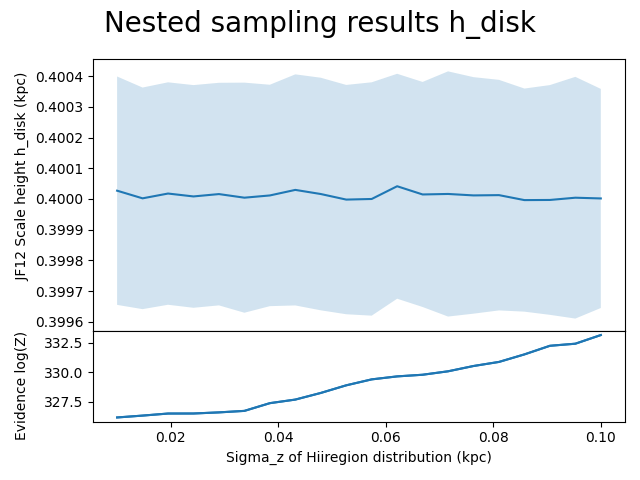 Nested sampling results h_disk
JF12 Scale height h_disk (kpc)
0.4004
0.4003
0.4002
0.4001
0.4000
0.3999
0.3998
0.3997
0.3996
Evidence log(Z)
332.5
330.0
327.5
0.02 0.04 0.06 0.08 0.10
Sigma_z of Hiiregion distribution (kpc)